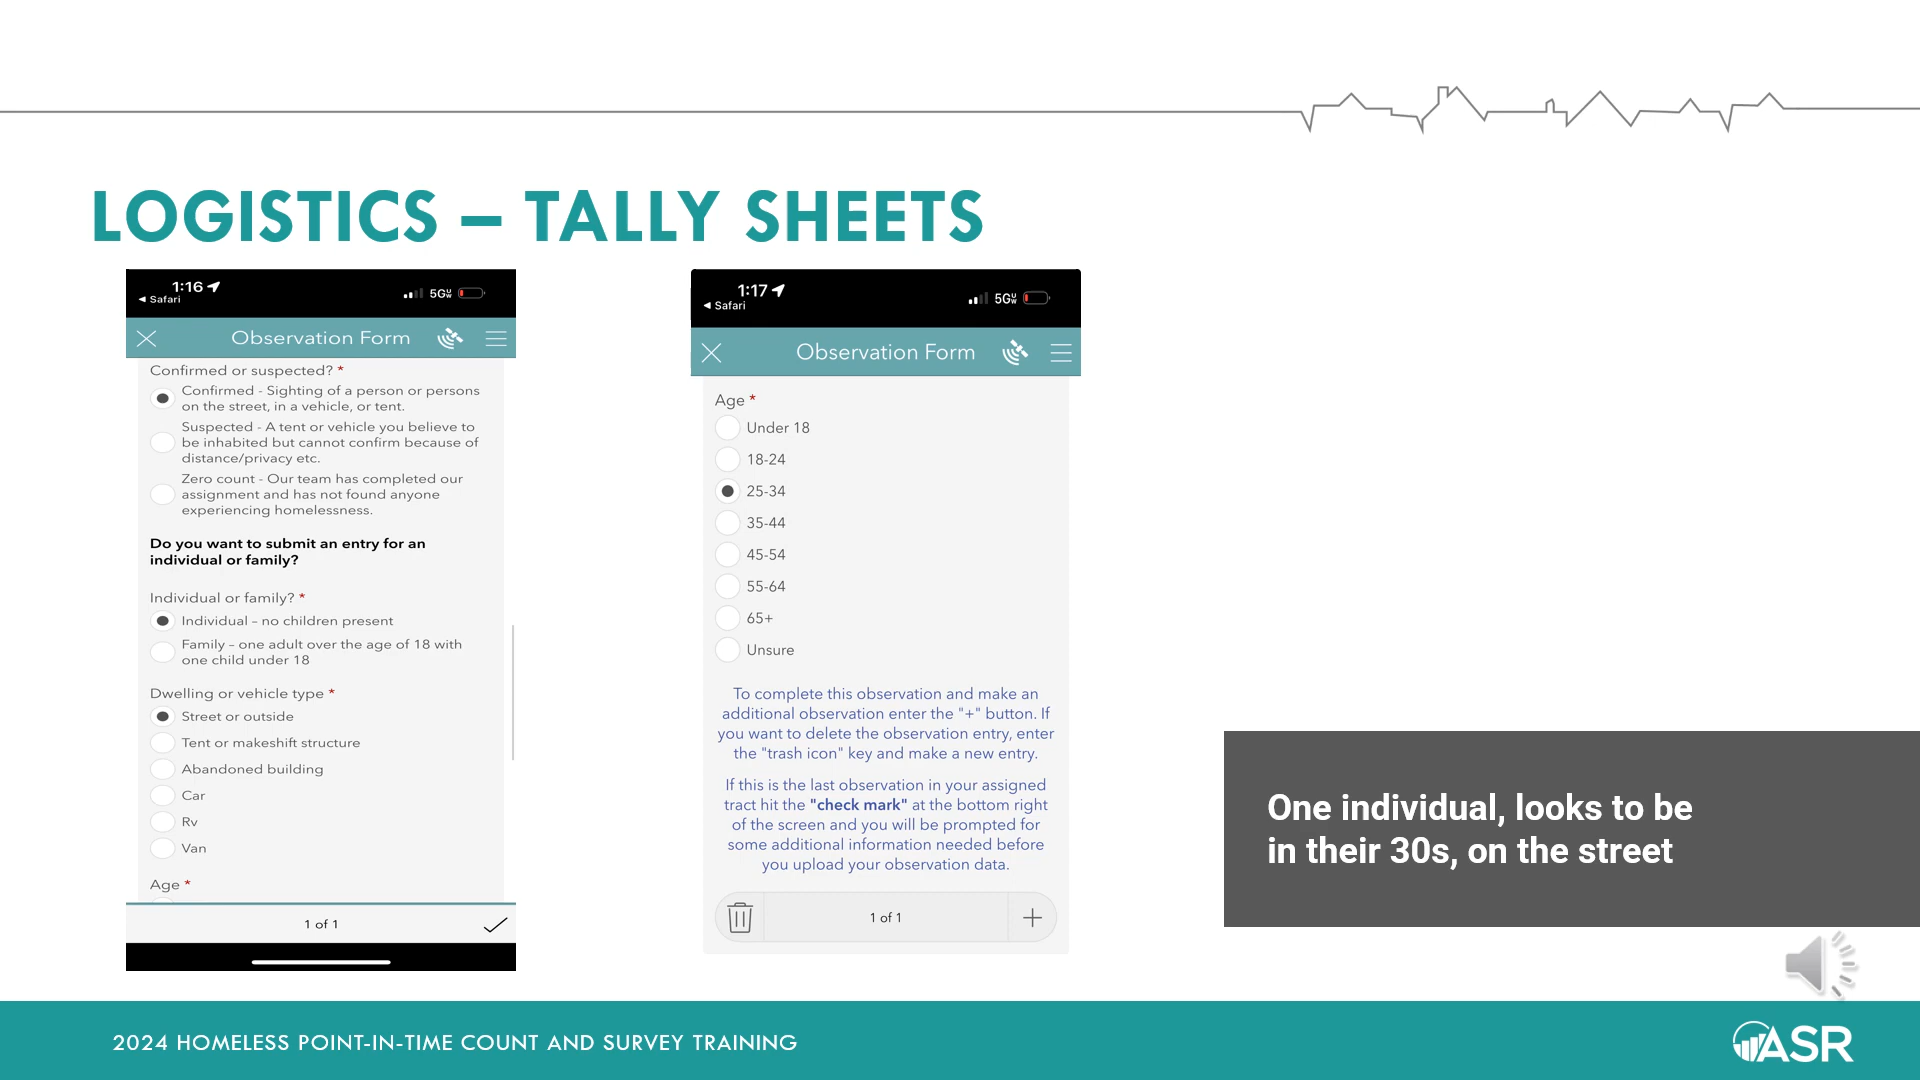 LOGISTICS – TALLY SHEETS
1:16
Safari
5GUW
Observation Form
Confirmed or suspected? *
Confirmed - Sighting of a person or persons
on the street, in a vehicle, or tent.
Suspected - A tent or vehicle you believe to
be inhabited but cannot confirm because of
distance/privacy etc.
Zero count - Our team has completed our
assignment and has not found anyone
experiencing homelessness.
Do you want to submit an entry for an
individual or family?
Individual or family? *
Individual – no children present
Family – one adult over the age of 18 with
one child under 18
Dwelling or vehicle type *
Street or outside
Tent or makeshift structure
Abandoned building
Car
Rv
Van
Age *
1 of 1
1:17
Safari
5GUW
Observation Form
Age *
Under 18
18-24
25-34
35-44
45-54
55-64
65+
Unsure
To complete this observation and make an
additional observation enter the "+" button. If
you want to delete the observation entry, enter
the "trash icon" key and make a new entry.
If this is the last observation in your assigned
tract hit the "check mark" at the bottom right
of the screen and you will be prompted for
some additional information needed before
you upload your observation data.
1 of 1
One individual, looks to be
in their 30s, on the street
2024 HOMELESS POINT-IN-TIME COUNT AND SURVEY TRAINING
ASR